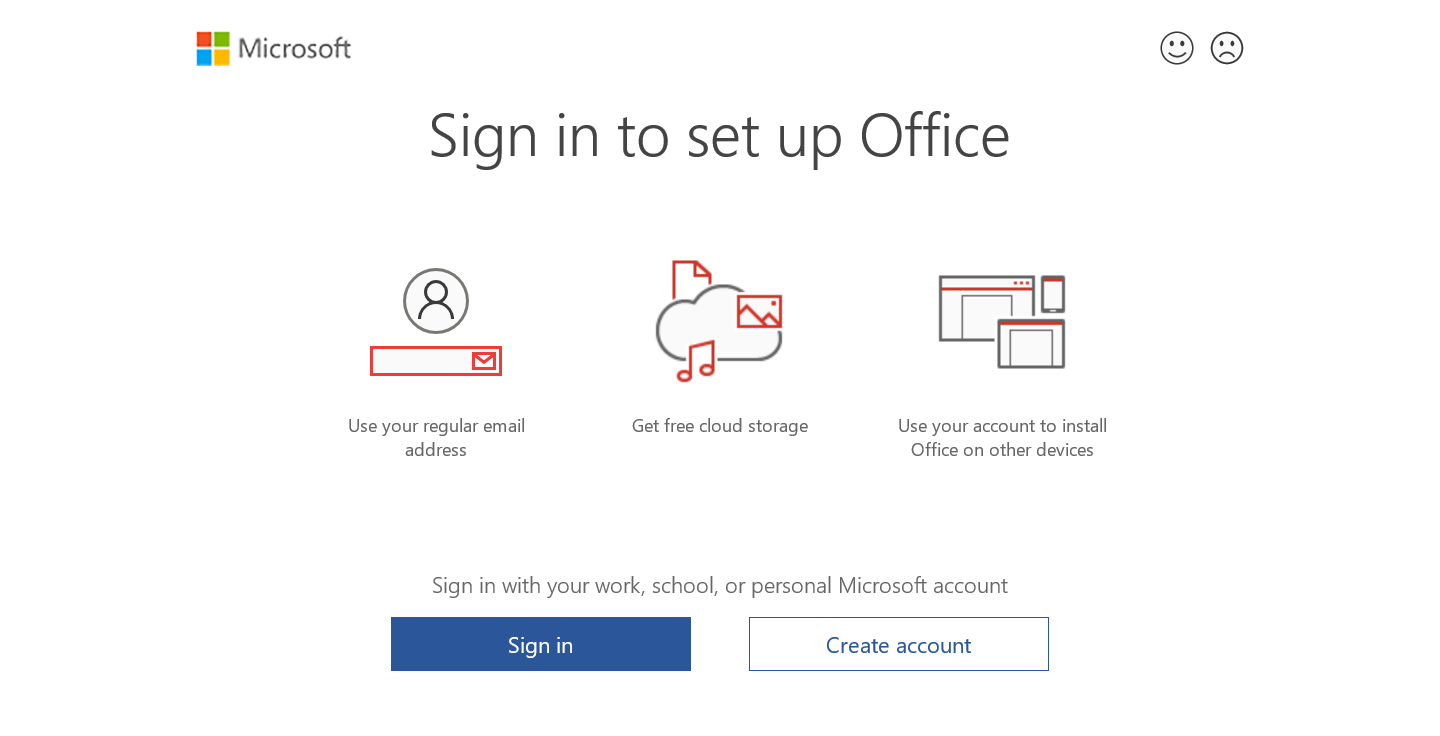 Microsoft
Sign in to set up Office
Use your regular email
address
Get free cloud storage
Use your account to install
Office on other devices
Sign in with your work, school, or personal Microsoft account
Sign in
Create account